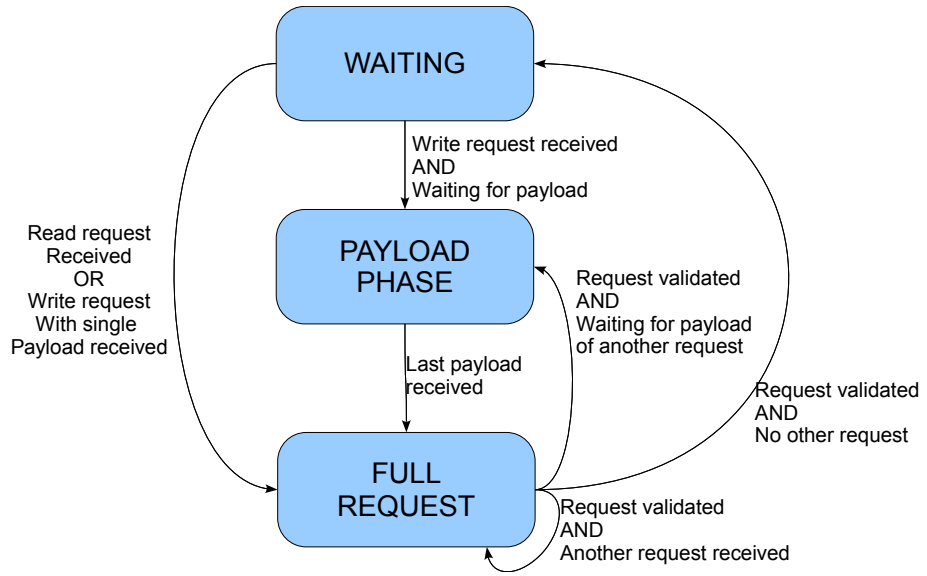 WAITING
Write request received
AND
Waiting for payload
Read request
Received
OR
Write request
With single
Payload received
PAYLOAD
PHASE
Request validated
AND
Waiting for payload
of another request
Last payload
received
Request validated
AND
No other request
FULL
REQUEST
Request validated
AND
Another request received